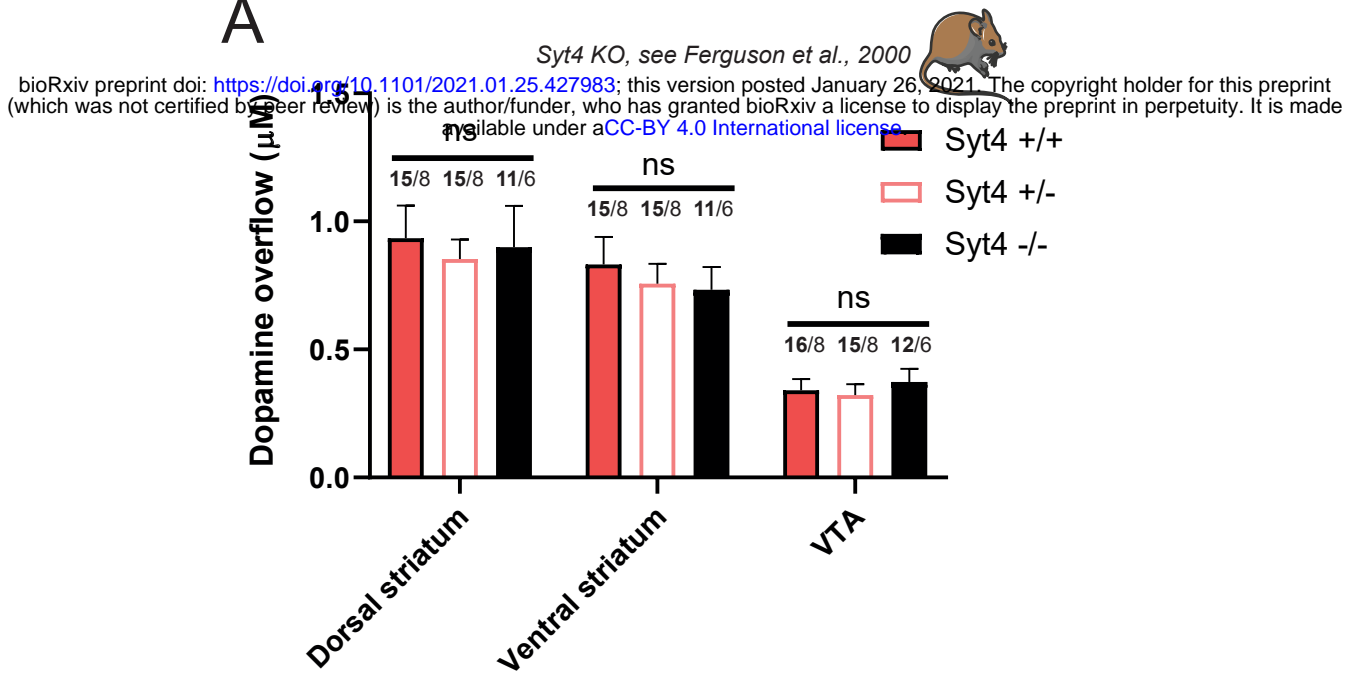 A
Syt4 KO, see Ferguson et al., 2000
bioRxiv preprint doi: https://doi.org/10.1101/2021.01.25.427983; this version posted January 26, 2021. The copyright holder for this preprint
(which was not certified by peer review) is the author/funder, who has granted bioRxiv a license to display the preprint in perpetuity. It is made
available under aCC-BY 4.0 International license.
Dopamine overflow (μM)
1.5
1.0
0.5
0.0
ns
15/8 15/8 11/6
ns
15/8 15/8 11/6
ns
16/8 15/8 12/6
Syt4 +/+
Syt4 +/-
Syt4 -/-
Dorsal striatum
Ventral striatum
VTA